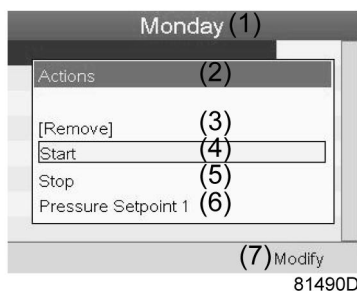 Monday (1)
Actions (2)
[Remove] (3)
Start (4)
Stop (5)
Pressure Setpoint 1 (6)
(7) Modify
81490D